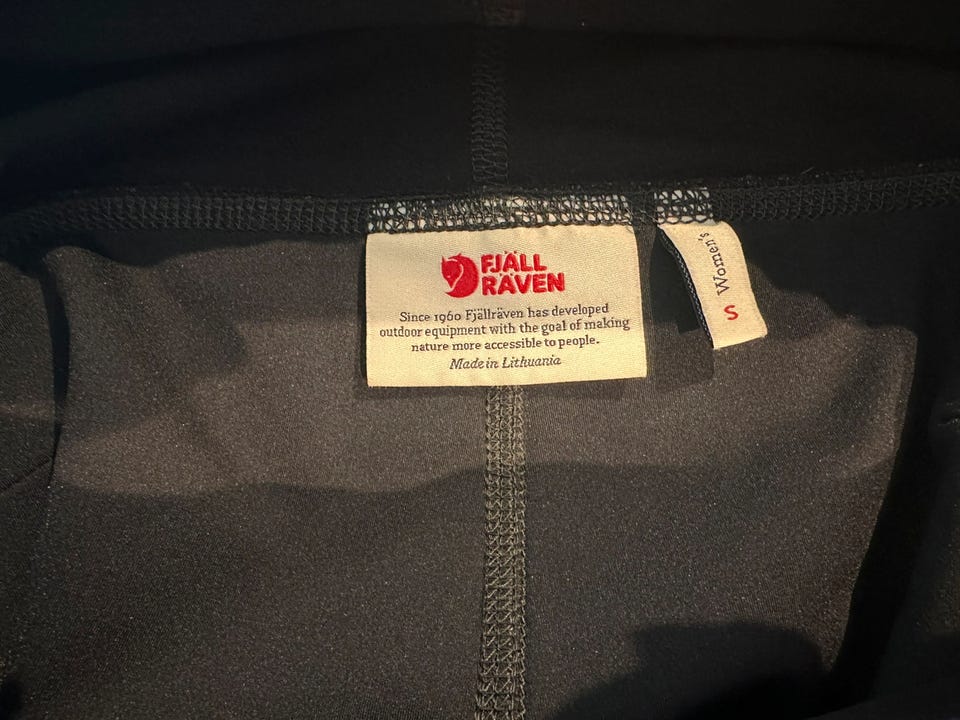 FJÄLL
RÄVEN
Since 1960 Fjällräven has developed
outdoor equipment with the goal of making
nature more accessible to people.
Made in Lithuania
Women's
S